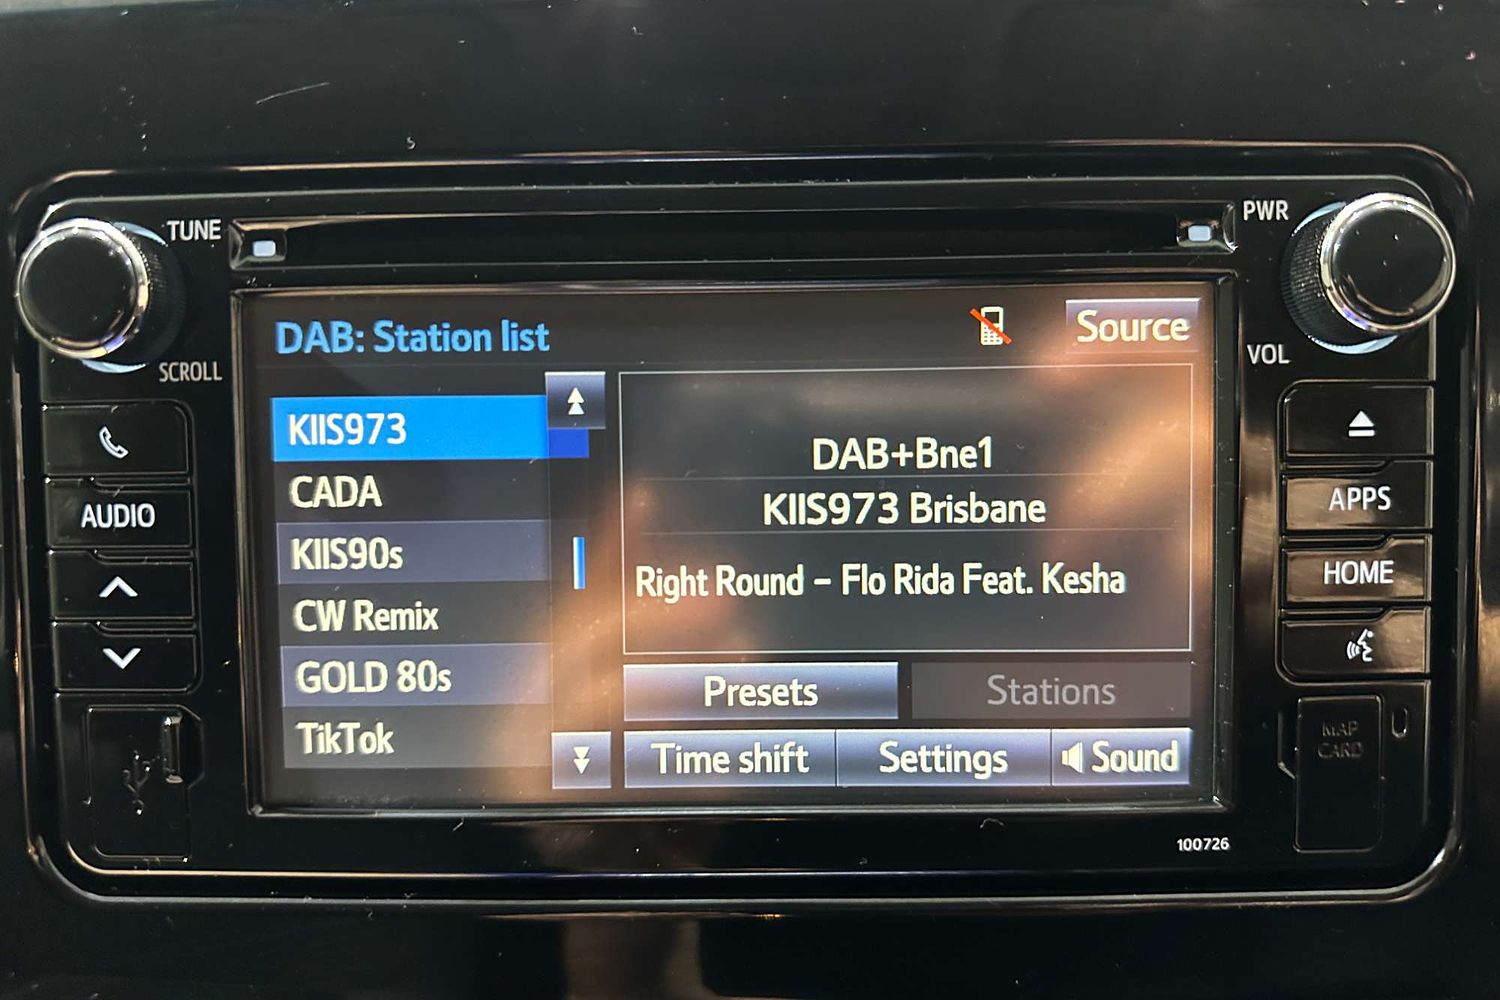 TUNE
PWR
DAB: Station list
Source
VOL
SCROLL
KIIS973
CADA
KIIS90s
CW Remix
GOLD 80s
TikTok
DAB+Bne1
KIIS973 Brisbane
Right Round – Flo Rida Feat. Kesha
Presets
Stations
Time shift
Settings
Sound
AUDIO
APPS
HOME
MAP
CARD
100726